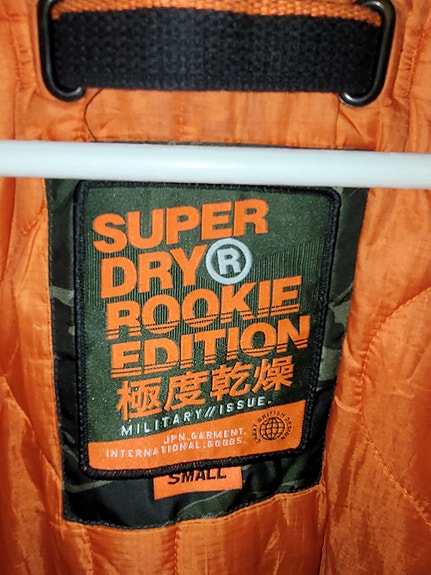 SUPER
DRY®
ROOKIE
EDITION
極度乾燥
MILITARY//ISSUE.
JPN.GARMENT.
INTERNATIONAL.GOODS.
SMALL